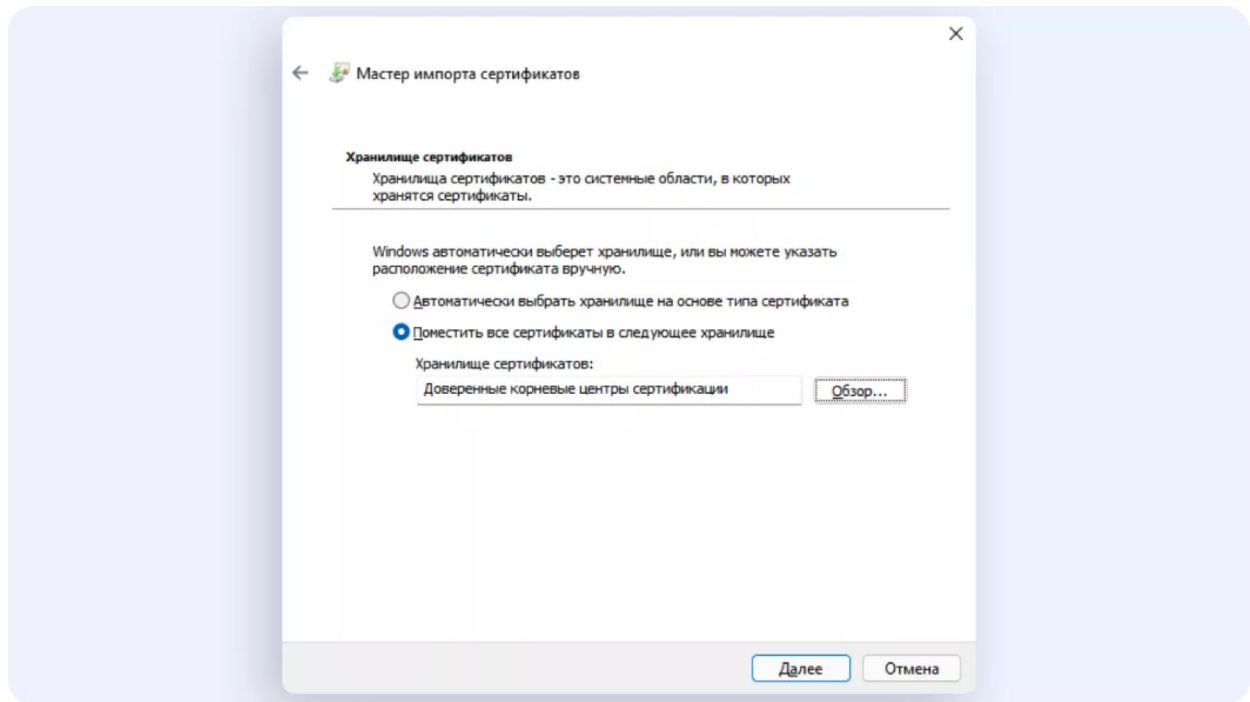 Мастер импорта сертификатов
Хранилище сертификатов
Хранилища сертификатов - это системные области, в которых
хранятся сертификаты.
Windows автоматически выберет хранилище, или вы можете указать
расположение сертификата вручную.
Автоматически выбрать хранилище на основе типа сертификата
Поместить все сертификаты в следующее хранилище
Хранилище сертификатов:
Доверенные корневые центры сертификации
Обзор...
Далее
Отмена